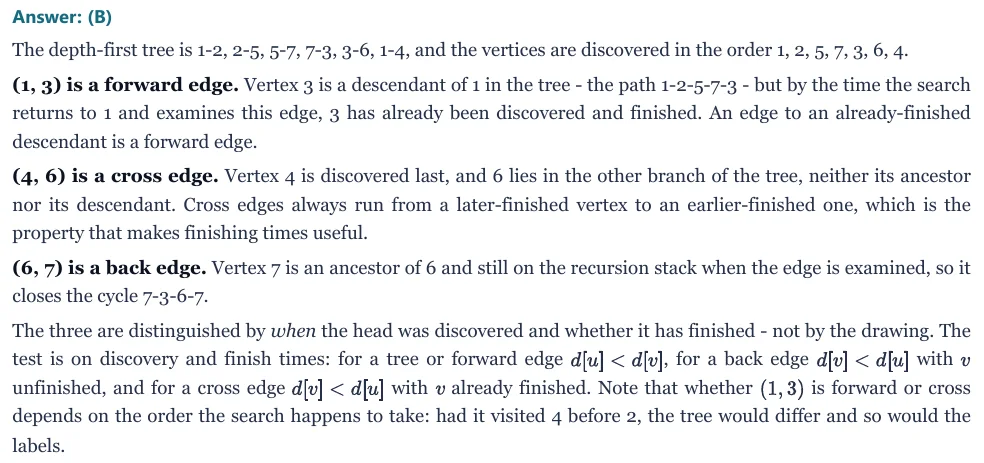 Answer: (B)
The depth-first tree is 1-2, 2-5, 5-7, 7-3, 3-6, 1-4, and the vertices are discovered in the order 1, 2, 5, 7, 3, 6, 4.
(1, 3) is a forward edge. Vertex 3 is a descendant of 1 in the tree - the path 1-2-5-7-3 - but by the time the search
returns to 1 and examines this edge, 3 has already been discovered and finished. An edge to an already-finished
descendant is a forward edge.
(4, 6) is a cross edge. Vertex 4 is discovered last, and 6 lies in the other branch of the tree, neither its ancestor
nor its descendant. Cross edges always run from a later-finished vertex to an earlier-finished one, which is the
property that makes finishing times useful.
(6, 7) is a back edge. Vertex 7 is an ancestor of 6 and still on the recursion stack when the edge is examined, so it
closes the cycle 7-3-6-7.
The three are distinguished by when the head was discovered and whether it has finished - not by the drawing. The
test is on discovery and finish times: for a tree or forward edge d[u] < d[v], for a back edge d[v] < d[u] with v
unfinished, and for a cross edge d[v] < d[u] with v already finished. Note that whether (1, 3) is forward or cross
depends on the order the search happens to take: had it visited 4 before 2, the tree would differ and so would the
labels.